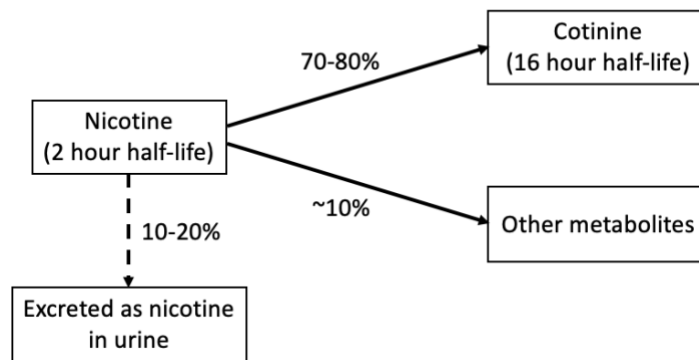 Cotinine
(16 hour half-life)
70-80%
Nicotine
(2 hour half-life)
~10%
Other metabolites
10-20%
Excreted as nicotine
in urine